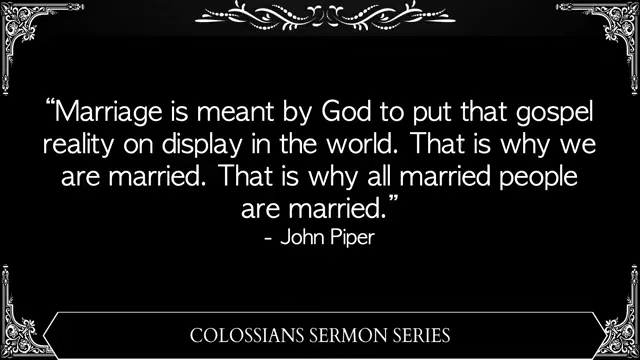 “Marriage is meant by God to put that gospel
reality on display in the world. That is why we
are married. That is why all married people
are married.”
- John Piper
COLOSSIANS SERMON SERIES